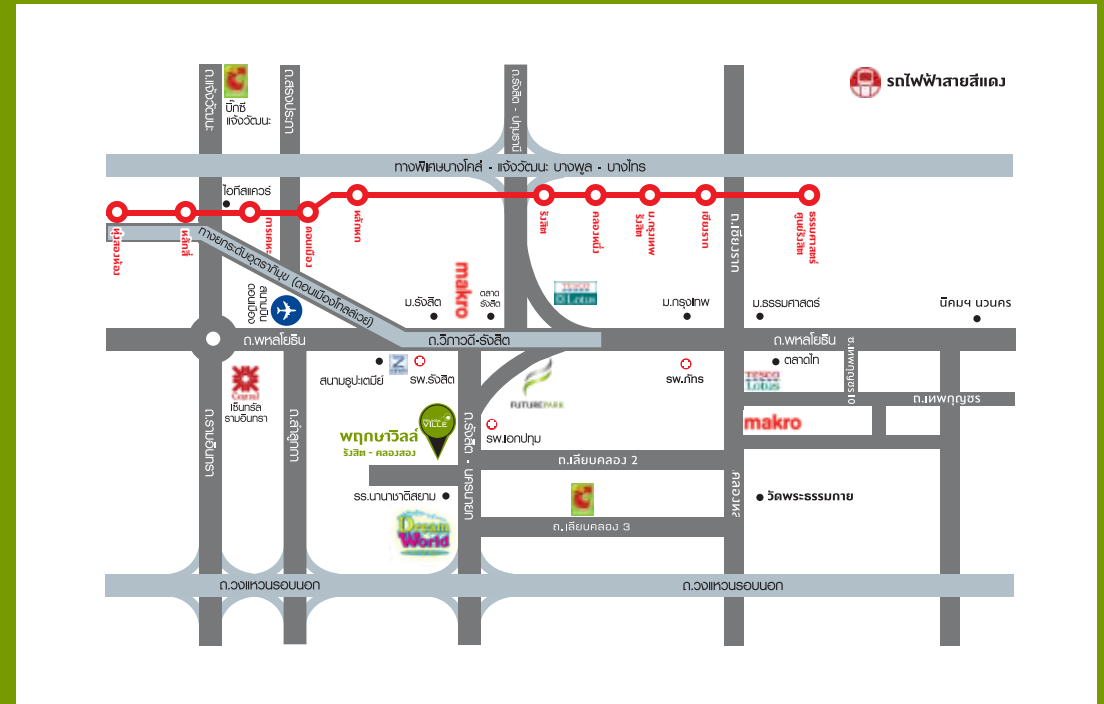 รถไฟฟ้าสายสีแดง
ถ.แจ้งวัฒนะ
บิ๊กซี
แจ้งวัฒนะ
ถ.สรงประภา
ถ.รังสิต - ปทุมธานี
ทางพิเศษบางโคล่ - แจ้งวัฒนะ บางพูล - บางไทร
ไอทีสแควร์
ทุ่งสองห้อง
หลักสี่
การเคหะ
ดอนเมือง
หลักหก
รังสิต
คลองหนึ่ง
ม.กรุงเทพ
รังสิต
เชียงราก
ธรรมศาสตร์
ศูนย์รังสิต
ถ.เชียงราก
ทางยกระดับอุตราภิมุข (ดอนเมืองโทลล์เวย์)
สนามบิน
ดอนเมือง
makro
ม.รังสิต
ตลาด
รังสิต
TESCO
Lotus
ม.กรุงเทพ
ม.ธรรมศาสตร์
นิคมฯ นวนคร
ถ.พหลโยธิน
ถ.วิภาวดี-รังสิต
ถ.พหลโยธิน
สนามธูปะเตมีย์
Z
รพ.รังสิต
FUTUREPARK
รพ.ภัทร
ตลาดไท
TESCO
Lotus
ถ.เทพกุญชร
Central
เซ็นทรัล
รามอินทรา
ถ.รามอินทรา
ถ.ลำลูกกา
VILLE
พฤกษาวิลล์
รังสิต - คลองสอง
ถ.รังสิต - นครนายก
รพ.เอกปทุม
makro
ถ.เลียบคลอง 2
รร.นานาชาติสยาม
วัดพระธรรมกาย
Dream
World
ถ.เลียบคลอง 3
ถ.วงแหวนรอบนอก
ถ.วงแหวนรอบนอก